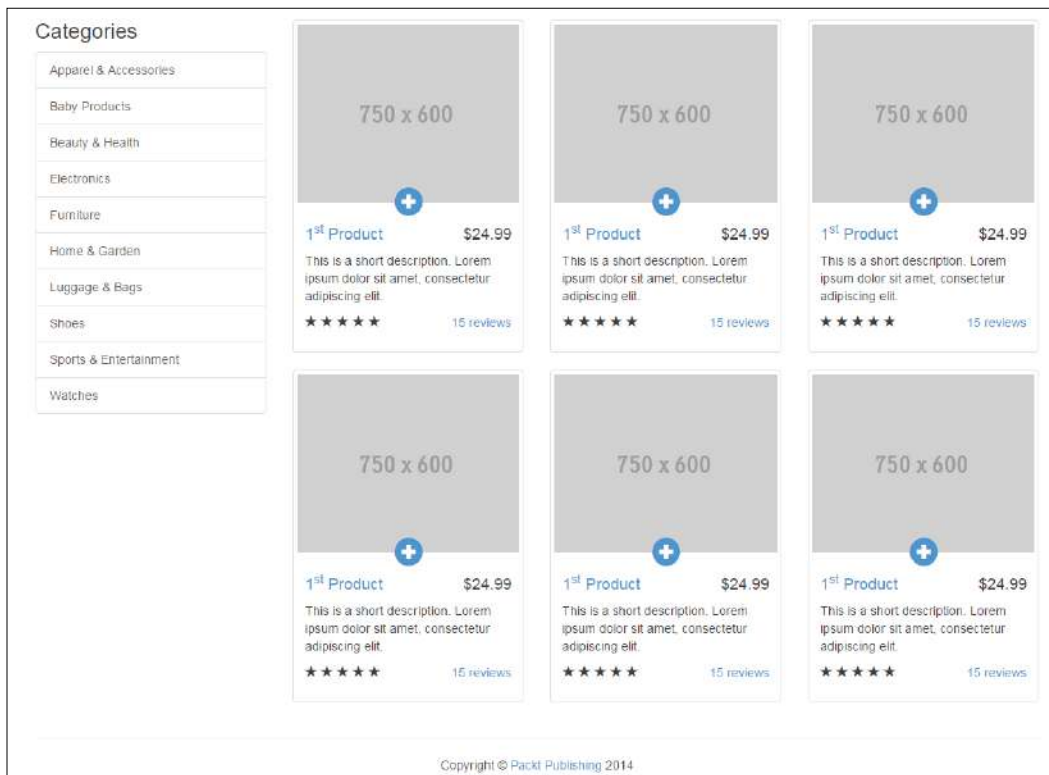 Categories
Apparel & Accessories
Baby Products
Beauty & Health
Electronics
Furniture
Home & Garden
Luggage & Bags
Shoes
Sports & Entertainment
Watches
750 x 600
1st Product $24.99
This is a short description. Lorem
ipsum dolor sit amet, consectetur
adipiscing elit.
★★★★★ 15 reviews
750 x 600
1st Product $24.99
This is a short description. Lorem
ipsum dolor sit amet, consectetur
adipiscing elit.
★★★★★ 15 reviews
750 x 600
1st Product $24.99
This is a short description. Lorem
ipsum dolor sit amet, consectetur
adipiscing elit.
★★★★★ 15 reviews
750 x 600
1st Product $24.99
This is a short description. Lorem
ipsum dolor sit amet, consectetur
adipiscing elit.
★★★★★ 15 reviews
750 x 600
1st Product $24.99
This is a short description. Lorem
ipsum dolor sit amet, consectetur
adipiscing elit.
★★★★★ 15 reviews
750 x 600
1st Product $24.99
This is a short description. Lorem
ipsum dolor sit amet, consectetur
adipiscing elit.
★★★★★ 15 reviews
Copyright © Packt Publishing 2014